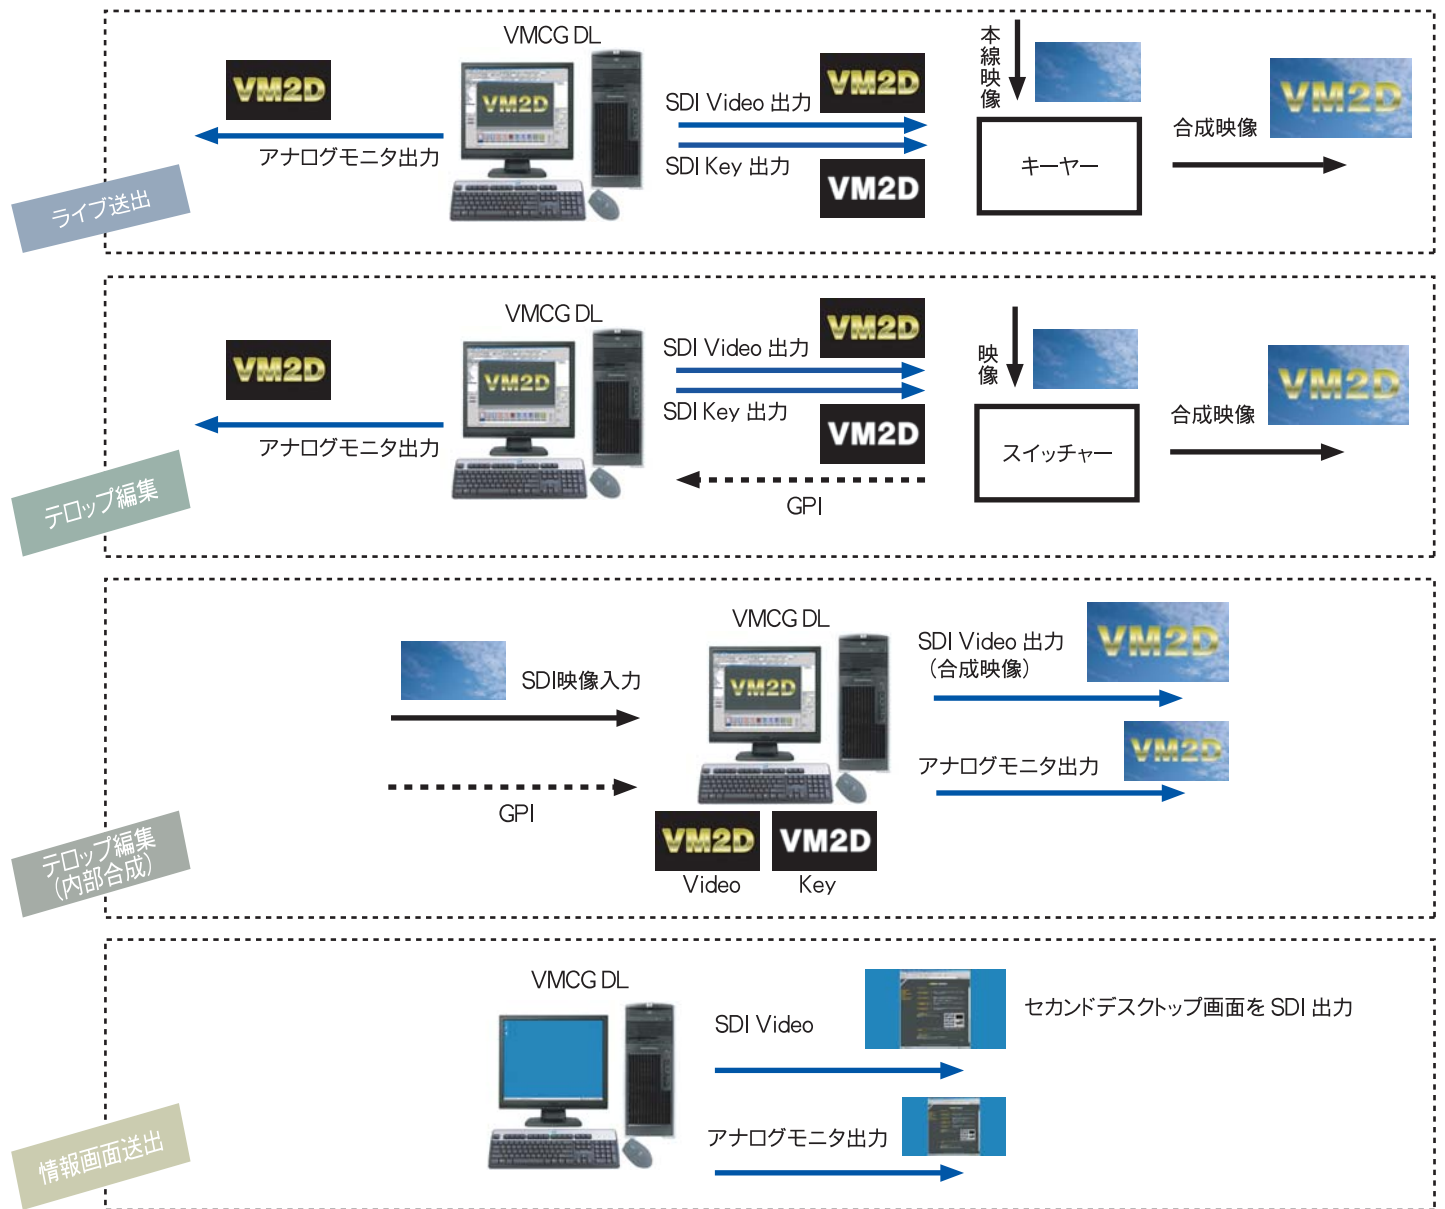 VMCG DL
VM2D
アナログモニタ出力
VM2D
SDI Video 出力
VM2D
SDI Key 出力
VM2D
本線映像
キーヤー
合成映像
VM2D
ライブ送出
VMCG DL
VM2D
アナログモニタ出力
VM2D
SDI Video 出力
VM2D
SDI Key 出力
VM2D
GPI
映像
スイッチャー
合成映像
VM2D
テロップ編集
VMCG DL
SDI映像入力
GPI
VM2D
VM2D
Video
VM2D
Key
SDI Video 出力
(合成映像)
VM2D
アナログモニタ出力
VM2D
テロップ編集
(内部合成)
VMCG DL
SDI Video
セカンドデスクトップ画面を SDI 出力
アナログモニタ出力
情報画面送出